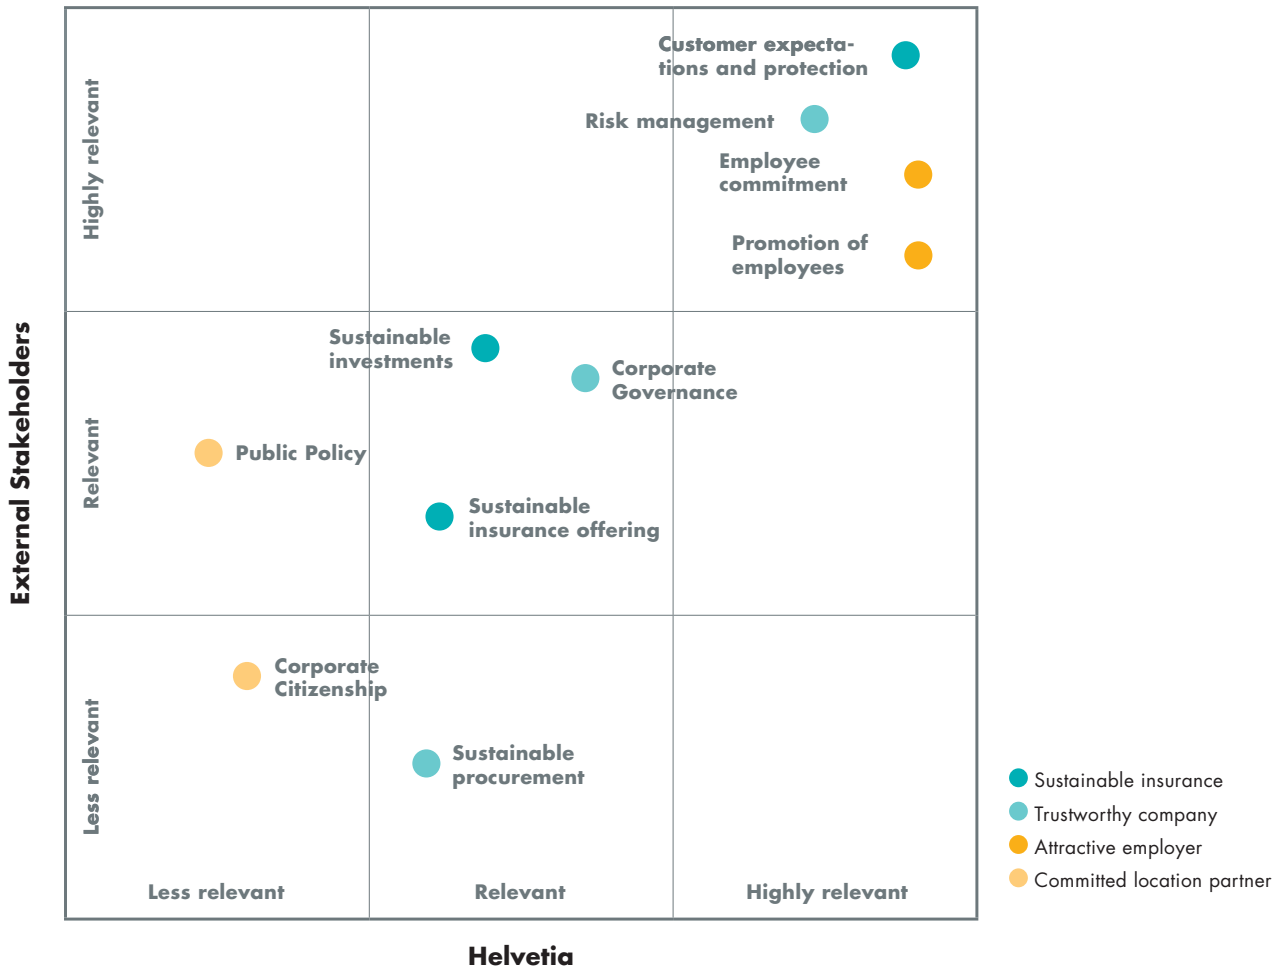 Customer expecta-
tions and protection
Risk management
Employee
commitment
Promotion of
employees
Highly relevant
Sustainable
investments
Corporate
Governance
Public Policy
Relevant
Sustainable
insurance offering
External Stakeholders
Corporate
Citizenship
Sustainable
procurement
Less relevant
Less relevant
Relevant
Highly relevant
Helvetia
Sustainable insurance
Trustworthy company
Attractive employer
Committed location partner